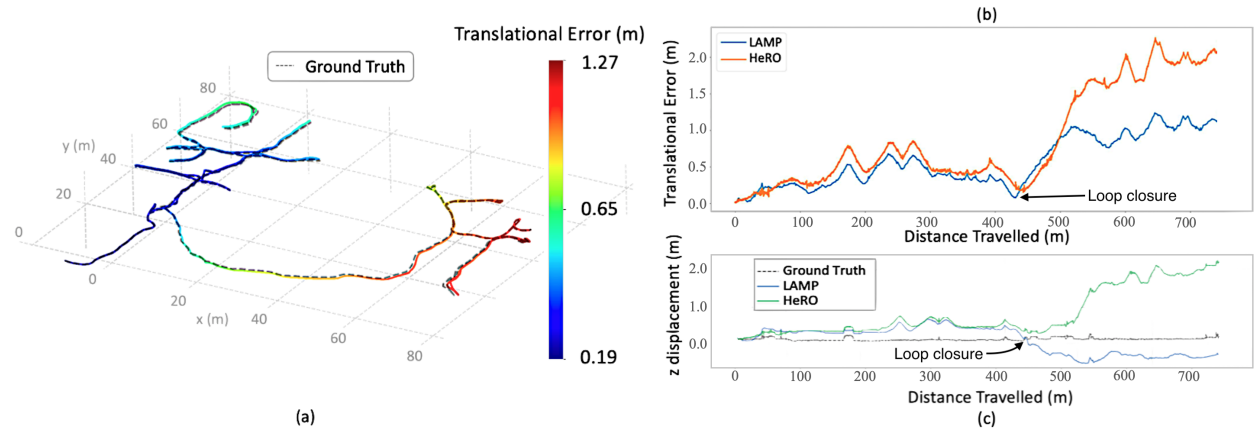 Translational Error (m)
1.27
0.65
0.19
Ground Truth
80
60
y (m)
40
20
0
0
20
x (m)
40
60
80
(a)
(b)
LAMP
HeRO
Translational Error (m)
2.0
1.5
1.0
0.5
0.0
Loop closure
0
100
200
300
400
500
600
700
Distance Travelled (m)
Ground Truth
LAMP
HeRO
z displacement (m)
2.0
1.0
0.0
Loop closure
0
100
200
300
400
500
600
700
Distance Travelled (m)
(c)